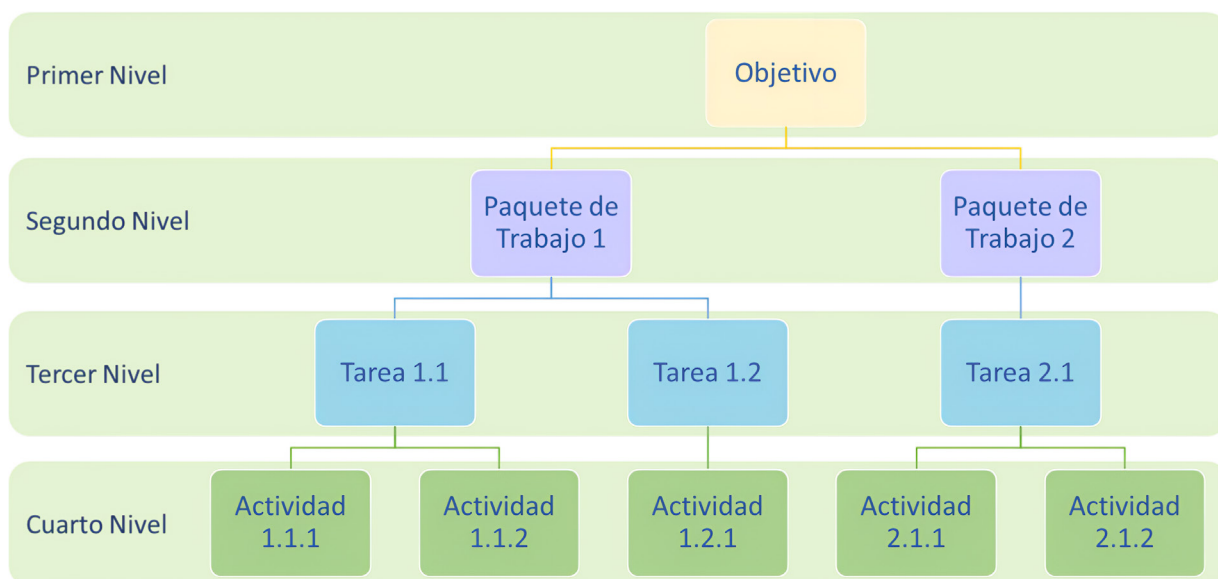 Primer Nivel
Objetivo
Segundo Nivel
Paquete de
Trabajo 1
Paquete de
Trabajo 2
Tercer Nivel
Tarea 1.1
Tarea 1.2
Tarea 2.1
Cuarto Nivel
Actividad
1.1.1
Actividad
1.1.2
Actividad
1.2.1
Actividad
2.1.1
Actividad
2.1.2